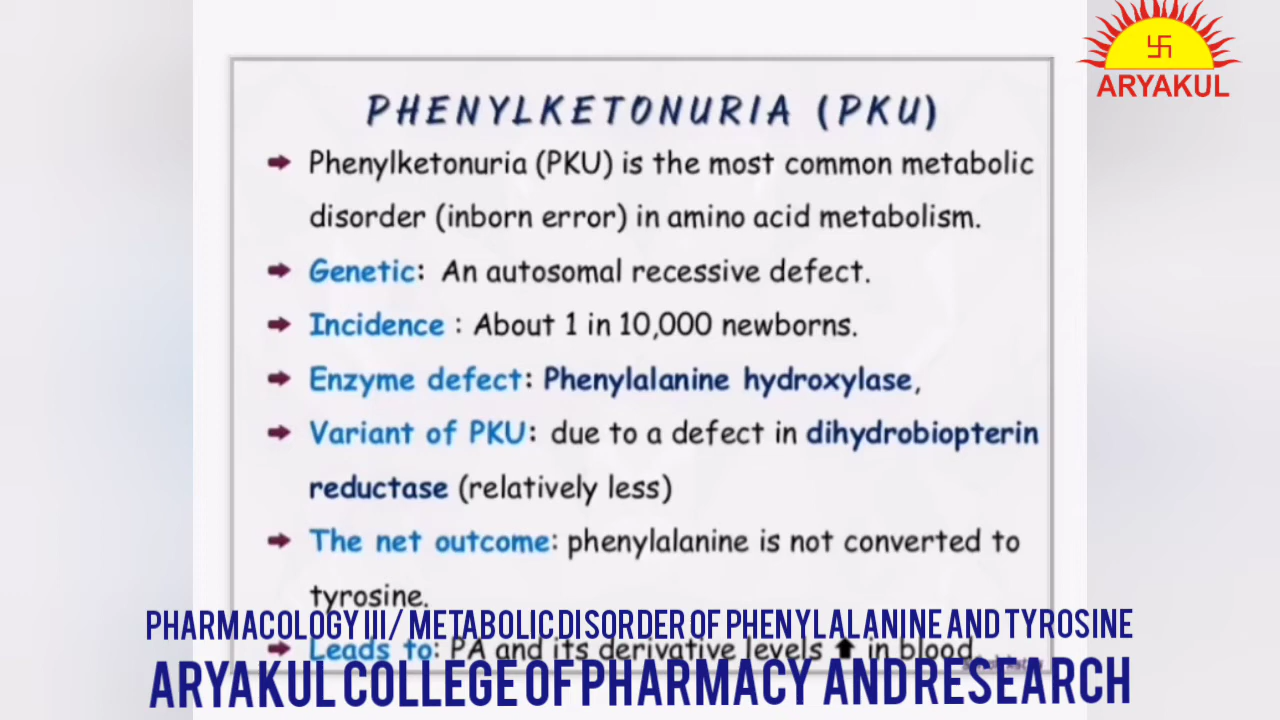 ARYAKUL
PHENYLKETONURIA (PKU)
➡ Phenylketonuria (PKU) is the most common metabolic
disorder (inborn error) in amino acid metabolism.
➡ Genetic: An autosomal recessive defect.
➡ Incidence : About 1 in 10,000 newborns.
➡ Enzyme defect: Phenylalanine hydroxylase,
➡ Variant of PKU: due to a defect in dihydrobiopterin
reductase (relatively less)
➡ The net outcome: phenylalanine is not converted to
tyrosine.
PHARMACOLOGY III/ METABOLIC DISORDER OF PHENYLALANINE AND TYROSINE
➡ Leads to: PA and its derivative levels ⬆ in blood
ARYAKUL COLLEGE OF PHARMACY AND RESEARCH